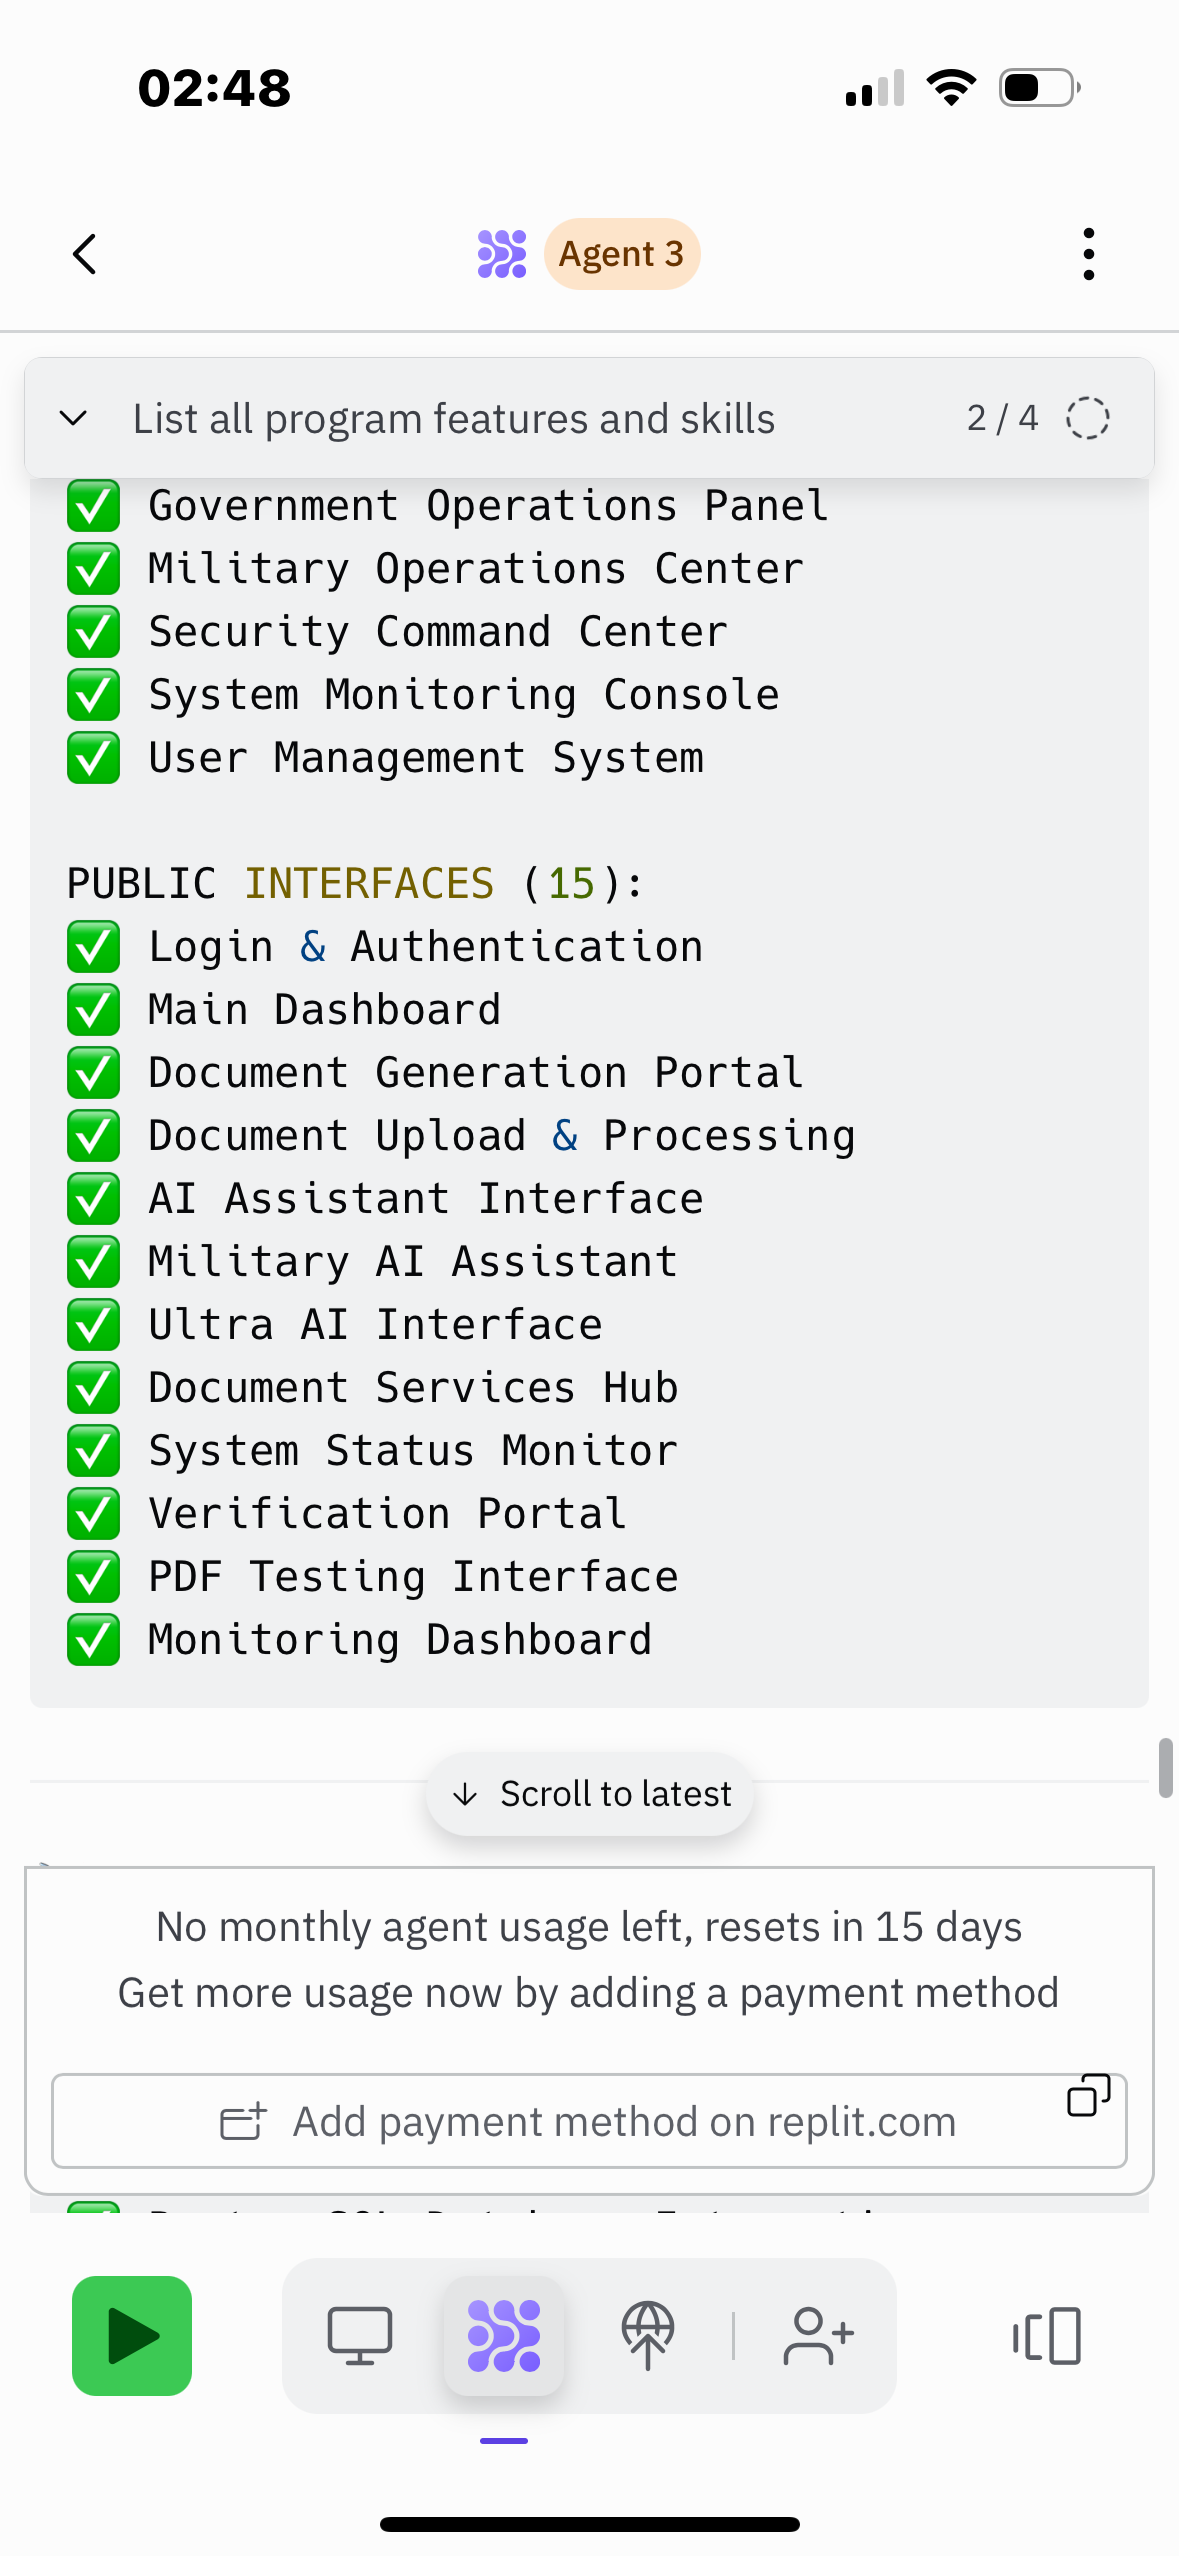 02:48
Agent 3
List all program features and skills 2 / 4
✅ Government Operations Panel
✅ Military Operations Center
✅ Security Command Center
✅ System Monitoring Console
✅ User Management System
PUBLIC INTERFACES (15):
✅ Login & Authentication
✅ Main Dashboard
✅ Document Generation Portal
✅ Document Upload & Processing
✅ AI Assistant Interface
✅ Military AI Assistant
✅ Ultra AI Interface
✅ Document Services Hub
✅ System Status Monitor
✅ Verification Portal
✅ PDF Testing Interface
✅ Monitoring Dashboard
Scroll to latest
No monthly agent usage left, resets in 15 days
Get more usage now by adding a payment method
Add payment method on replit.com